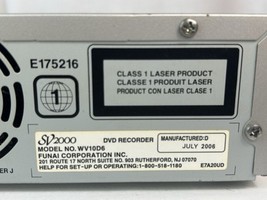 E175216
CLASS 1 LASER PRODUCT
CLASSE 1 PRODUIT LASER
PRODUCT CON LASER CLASE 1
1
SV2000
DVD RECORDER
MANUFACTURED:D
JULY 2006
MODEL NO. WV10D6
FUNAI CORPORATION INC.
201 ROUTE 17 NORTH SUITE NO. 903 RUTHERFORD, NJ 07070
HELP FOR SET-UP OR OPERATING: 1-800-518-1180
E7A20UD
ER J